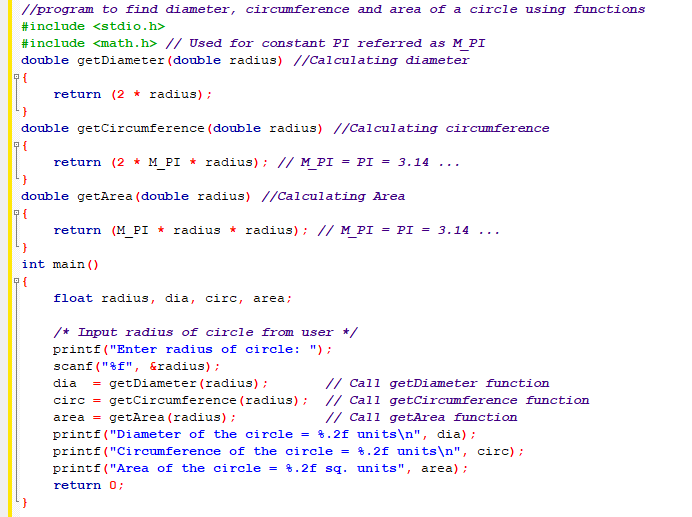 //program to find diameter, circumference and area of a circle using functions
#include <stdio.h>
#include <math.h> // Used for constant PI referred as M_PI
double getDiameter(double radius) //Calculating diameter
{
    return (2 * radius);
}
double getCircumference(double radius) //Calculating circumference
{
    return (2 * M_PI * radius); // M_PI = PI = 3.14 ...
}
double getArea(double radius) //Calculating Area
{
    return (M_PI * radius * radius); // M_PI = PI = 3.14 ...
}
int main()
{
    float radius, dia, circ, area;

    /* Input radius of circle from user */
    printf("Enter radius of circle: ");
    scanf("%f", &radius);
    dia  = getDiameter(radius);       // Call getDiameter function
    circ = getCircumference(radius);  // Call getCircumference function
    area = getArea(radius);           // Call getArea function
    printf("Diameter of the circle = %.2f units\n", dia);
    printf("Circumference of the circle = %.2f units\n", circ);
    printf("Area of the circle = %.2f sq. units", area);
    return 0;
}